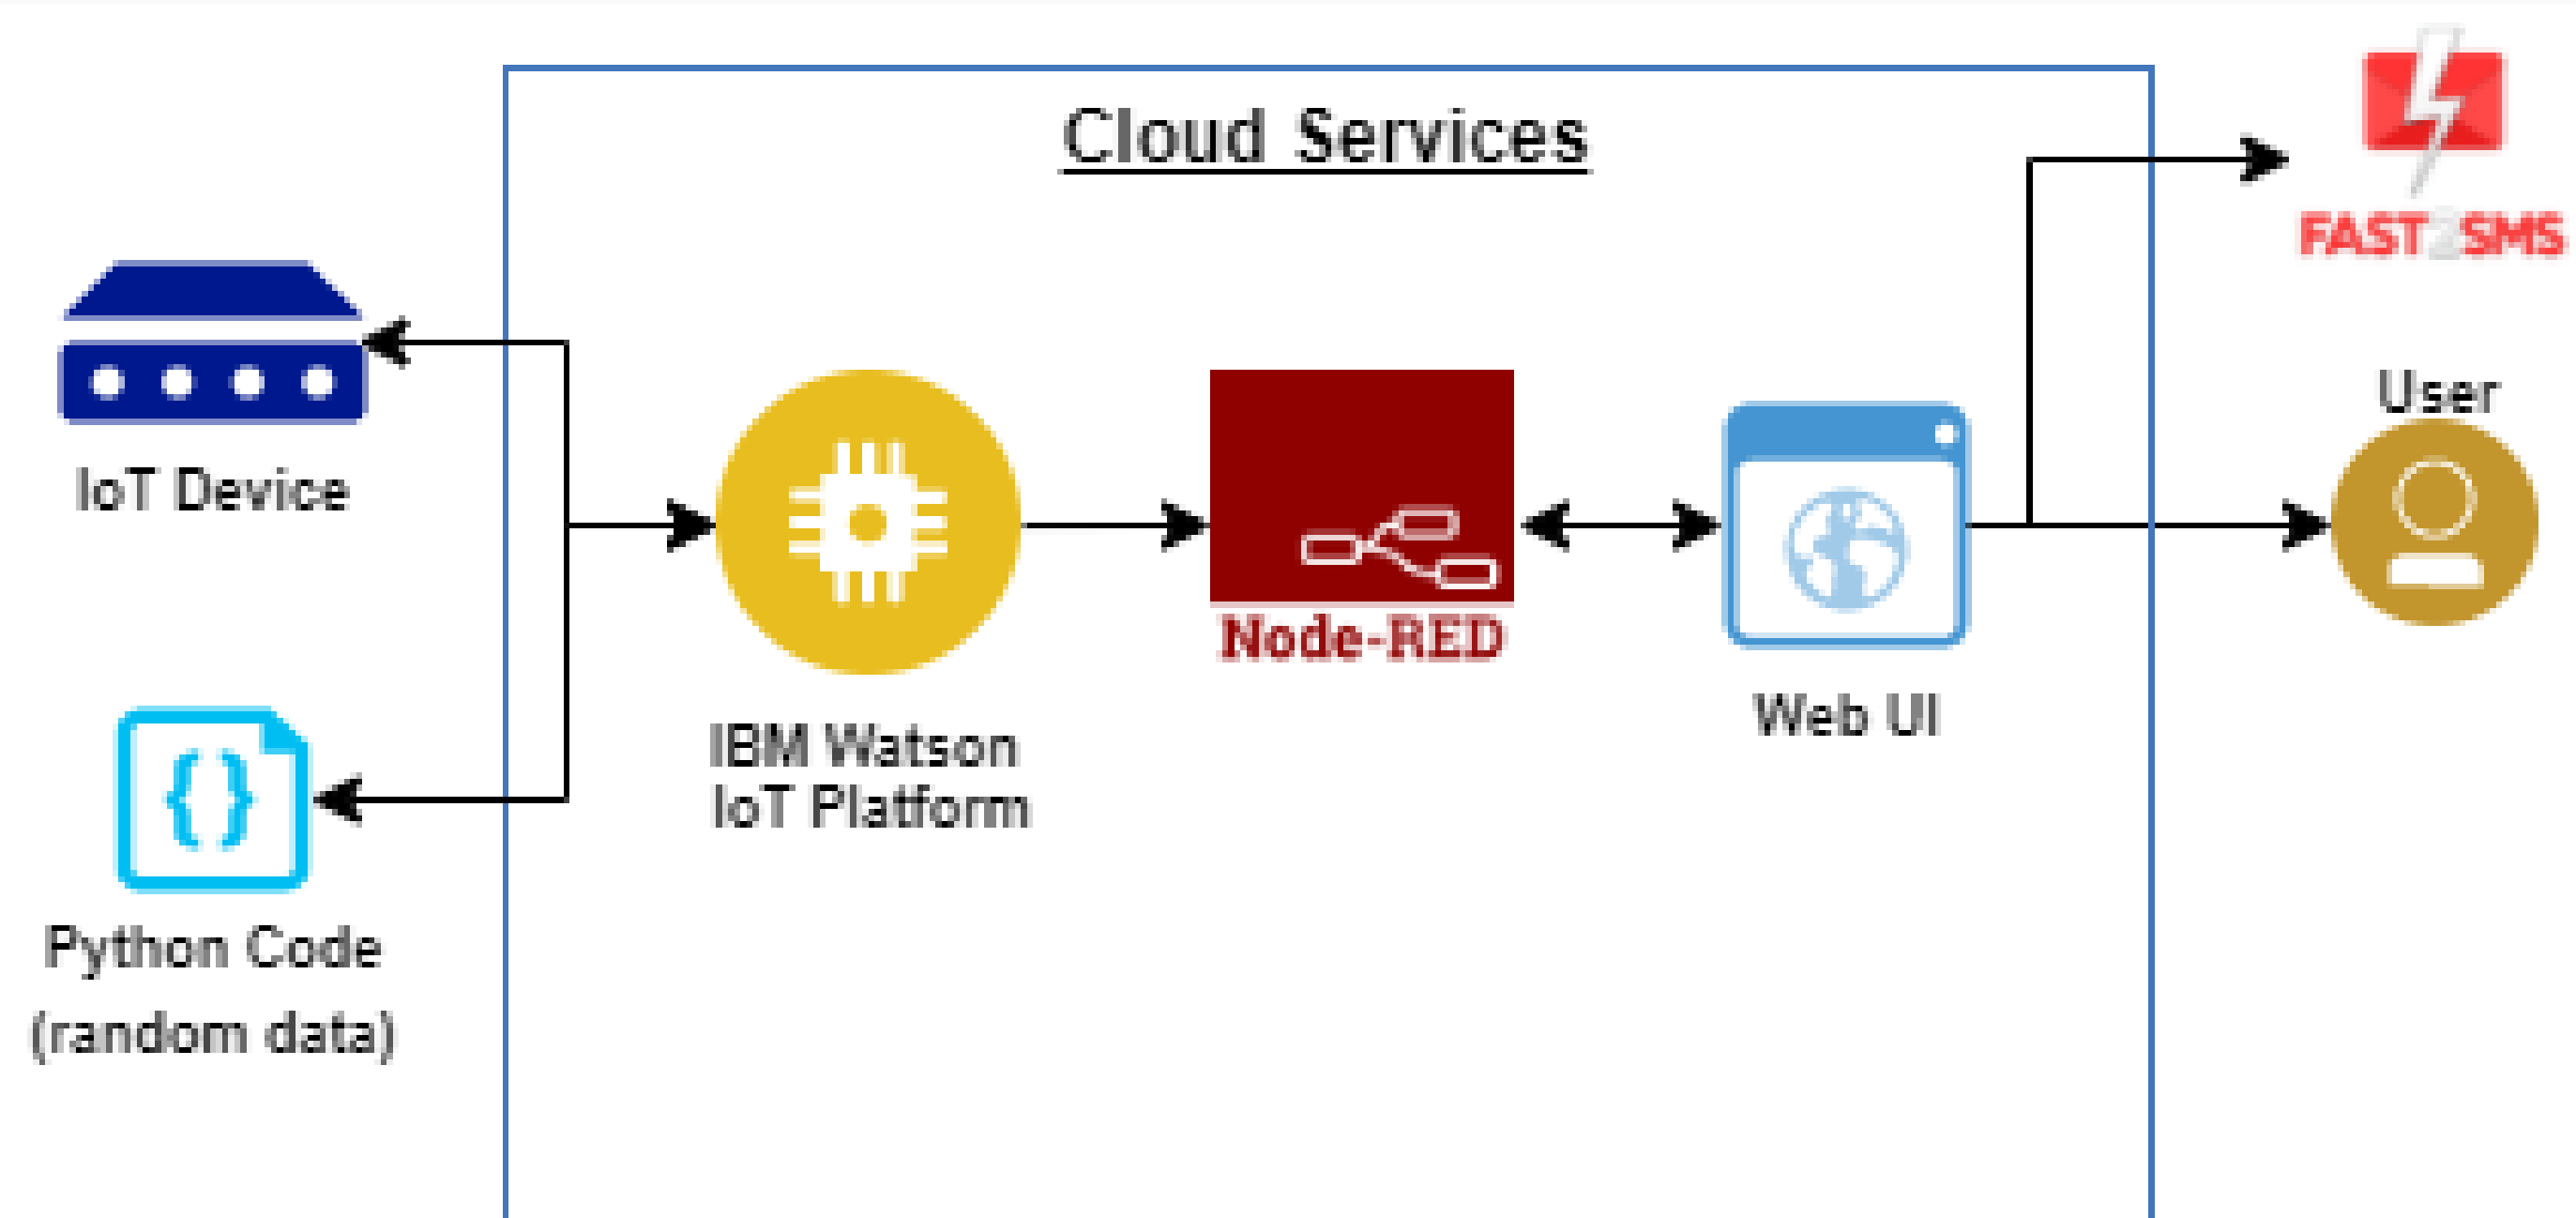 Cloud Services
FAST2SMS
User
IoT Device
Node-RED
Web UI
IBM Watson
IoT Platform
{ }
Python Code
(random data)